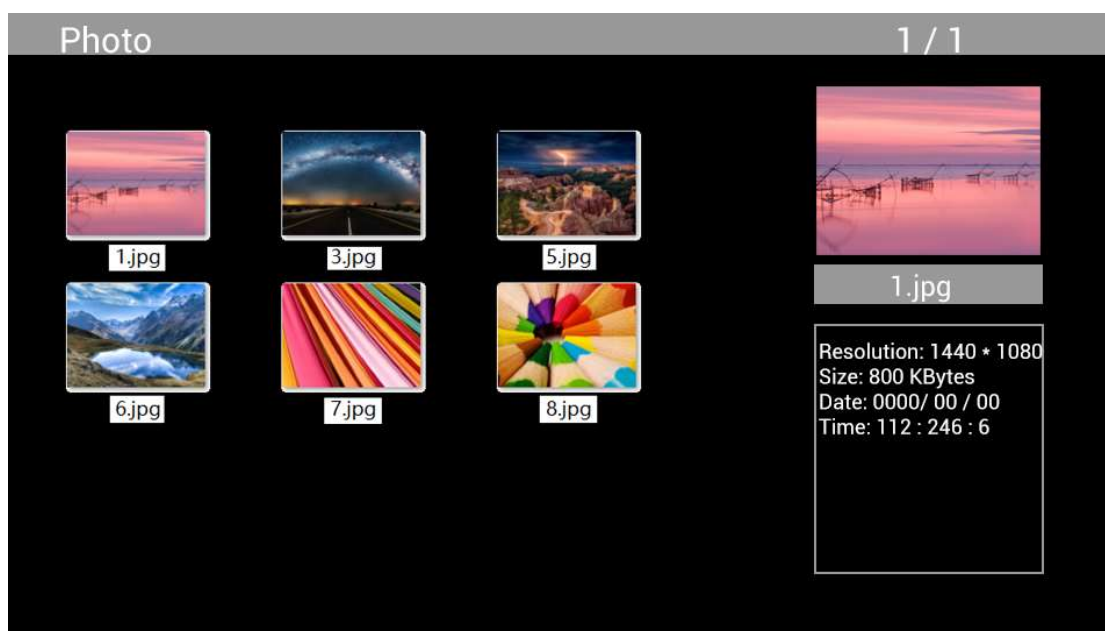 Photo 1 / 1
1.jpg 3.jpg 5.jpg
6.jpg 7.jpg 8.jpg
1.jpg
Resolution: 1440 * 1080
Size: 800 KBytes
Date: 0000/ 00 / 00
Time: 112 : 246 : 6